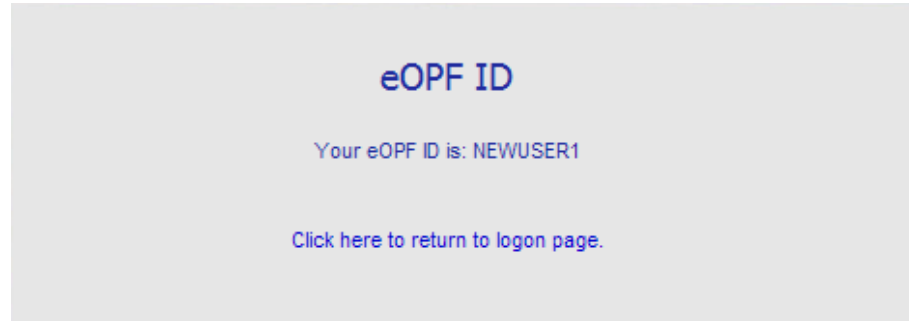 eOPF ID
Your eOPF ID is: NEWUSER1
Click here to return to logon page.